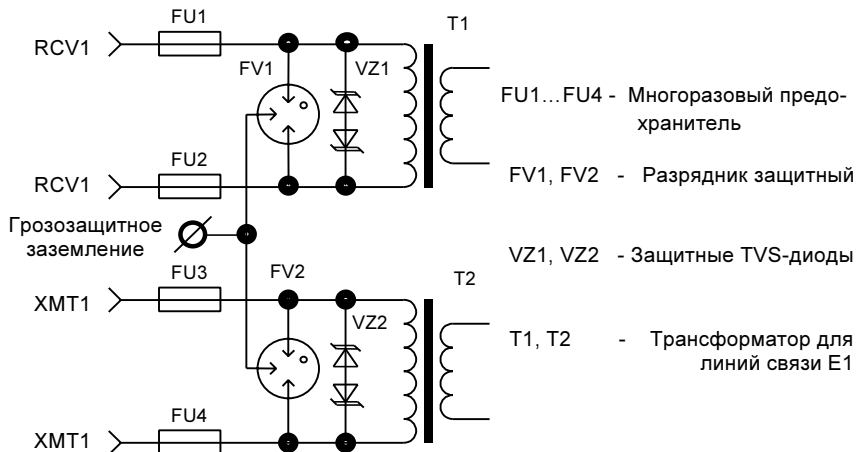 FU1
T1
RCV1
FV1
VZ1
FU1...FU4 - Многоразовый предо-
хранитель
FU2
RCV1
FV1, FV2 - Разрядник защитный
Грозозащитное
заземление
VZ1, VZ2 - Защитные TVS-диоды
FU3
FV2
T2
XMT1
VZ2
T1, T2 - Трансформатор для
линий связи E1
FU4
XMT1